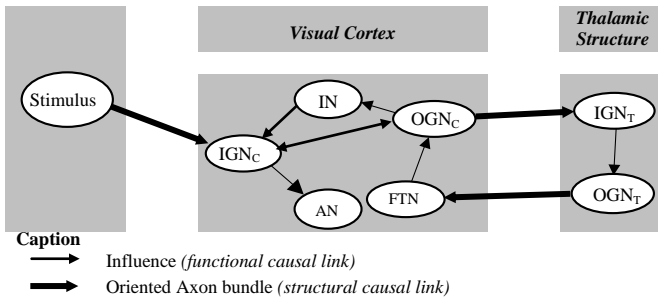 Visual Cortex
Thalamic
Structure
Stimulus
IN
OGN_C
IGN_T
IGN_C
AN
FTN
OGN_T
Caption
Influence (functional causal link)
Oriented Axon bundle (structural causal link)